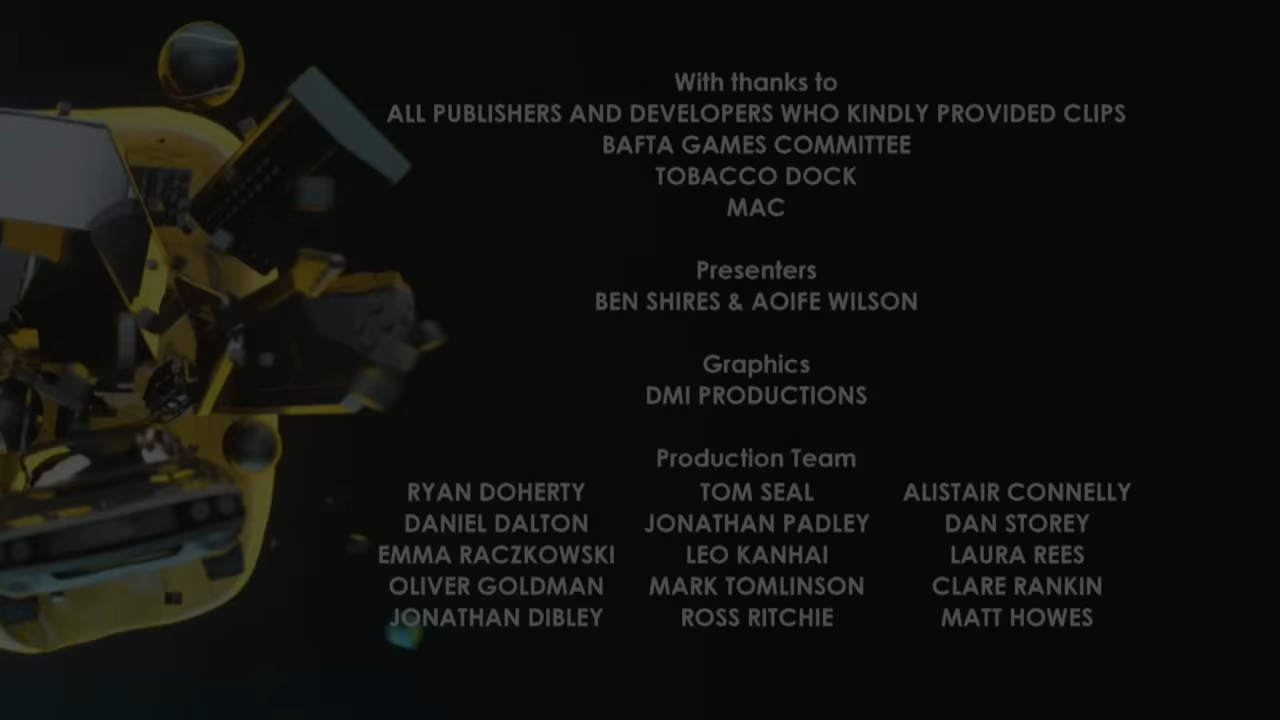 With thanks to
ALL PUBLISHERS AND DEVELOPERS WHO KINDLY PROVIDED CLIPS
BAFTA GAMES COMMITTEE
TOBACCO DOCK
MAC
Presenters
BEN SHIRES & AOIFE WILSON
Graphics
DMI PRODUCTIONS
Production Team
RYAN DOHERTY TOM SEAL ALISTAIR CONNELLY
DANIEL DALTON JONATHAN PADLEY DAN STOREY
EMMA RACZKOWSKI LEO KANHAI LAURA REES
OLIVER GOLDMAN MARK TOMLINSON CLARE RANKIN
JONATHAN DIBLEY ROSS RITCHIE MATT HOWES